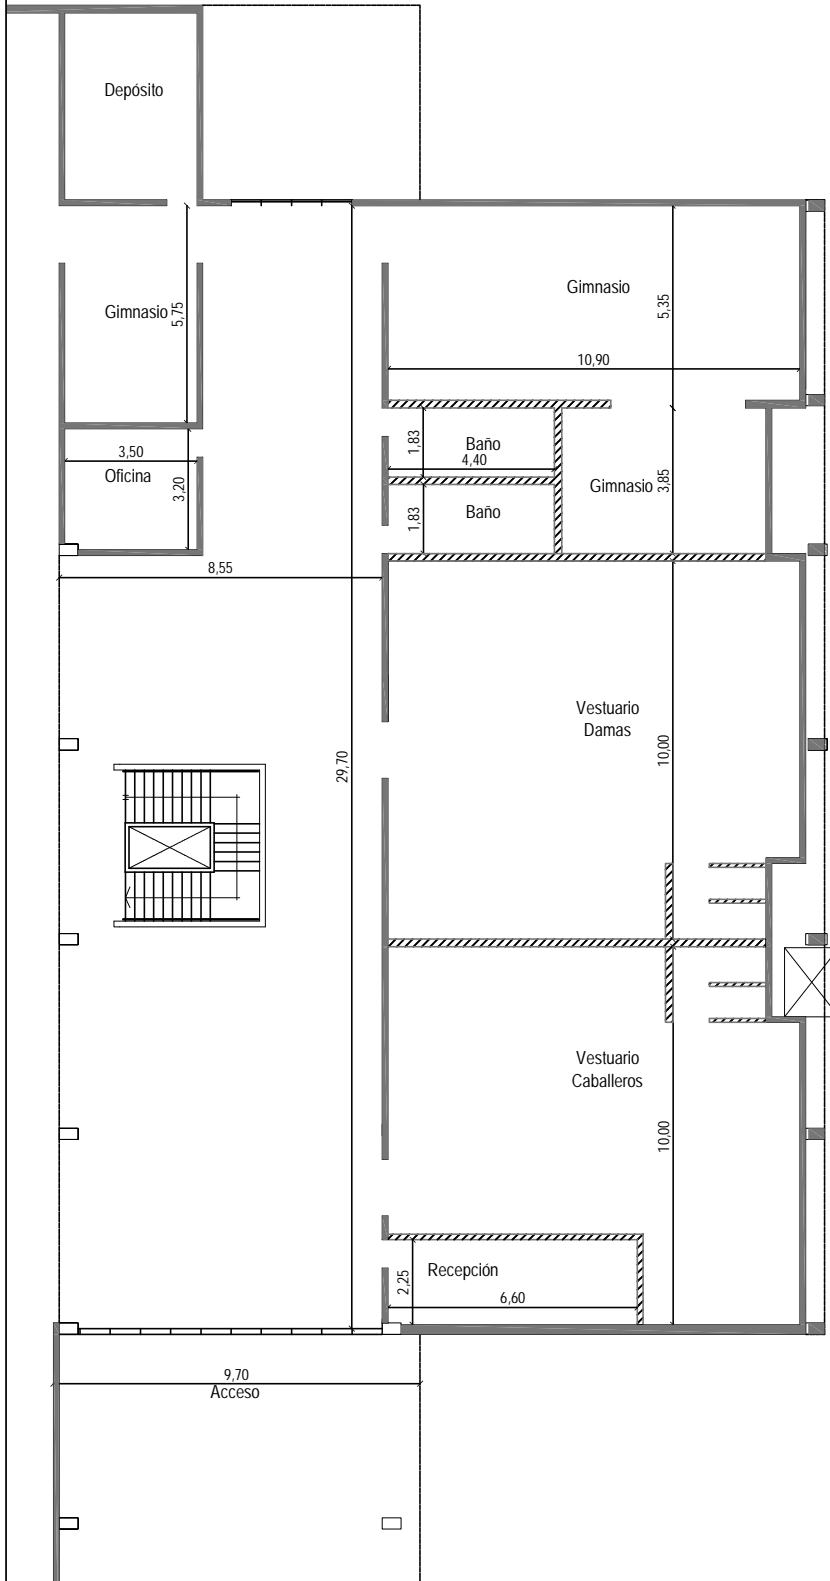 Depósito
Gimnasio
5,75
Gimnasio
5,35
10,90
3,50
Oficina
3,20
1,83
Baño
4,40
Gimnasio
3,85
1,83
Baño
8,55
Vestuario
Damas
10,00
29,70
Vestuario
Caballeros
10,00
Recepción
2,25
6,60
9,70
Acceso